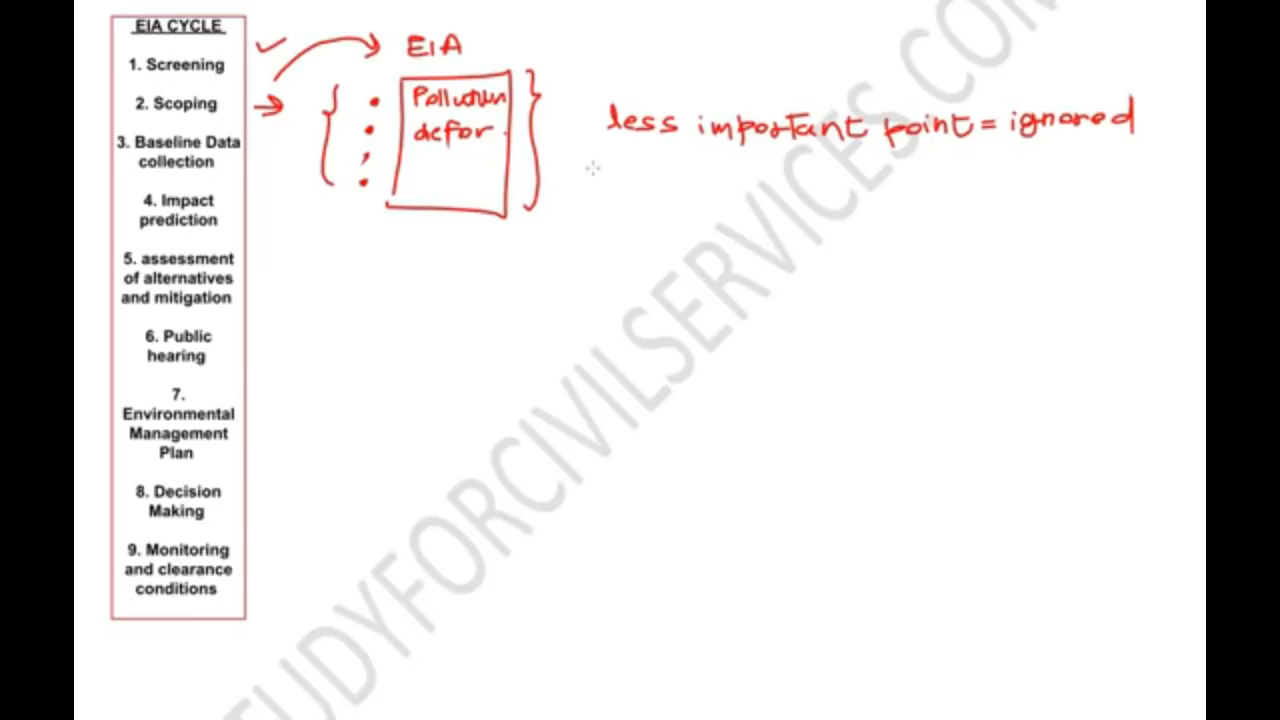 EIA CYCLE
1. Screening
2. Scoping
3. Baseline Data
collection
4. Impact
prediction
5. assessment
of alternatives
and mitigation
6. Public
hearing
7.
Environmental
Management
Plan
8. Decision
Making
9. Monitoring
and clearance
conditions
EIA
Pollution
defor.
less important point = ignored
TUDYFORCIVILSERVICES.COM